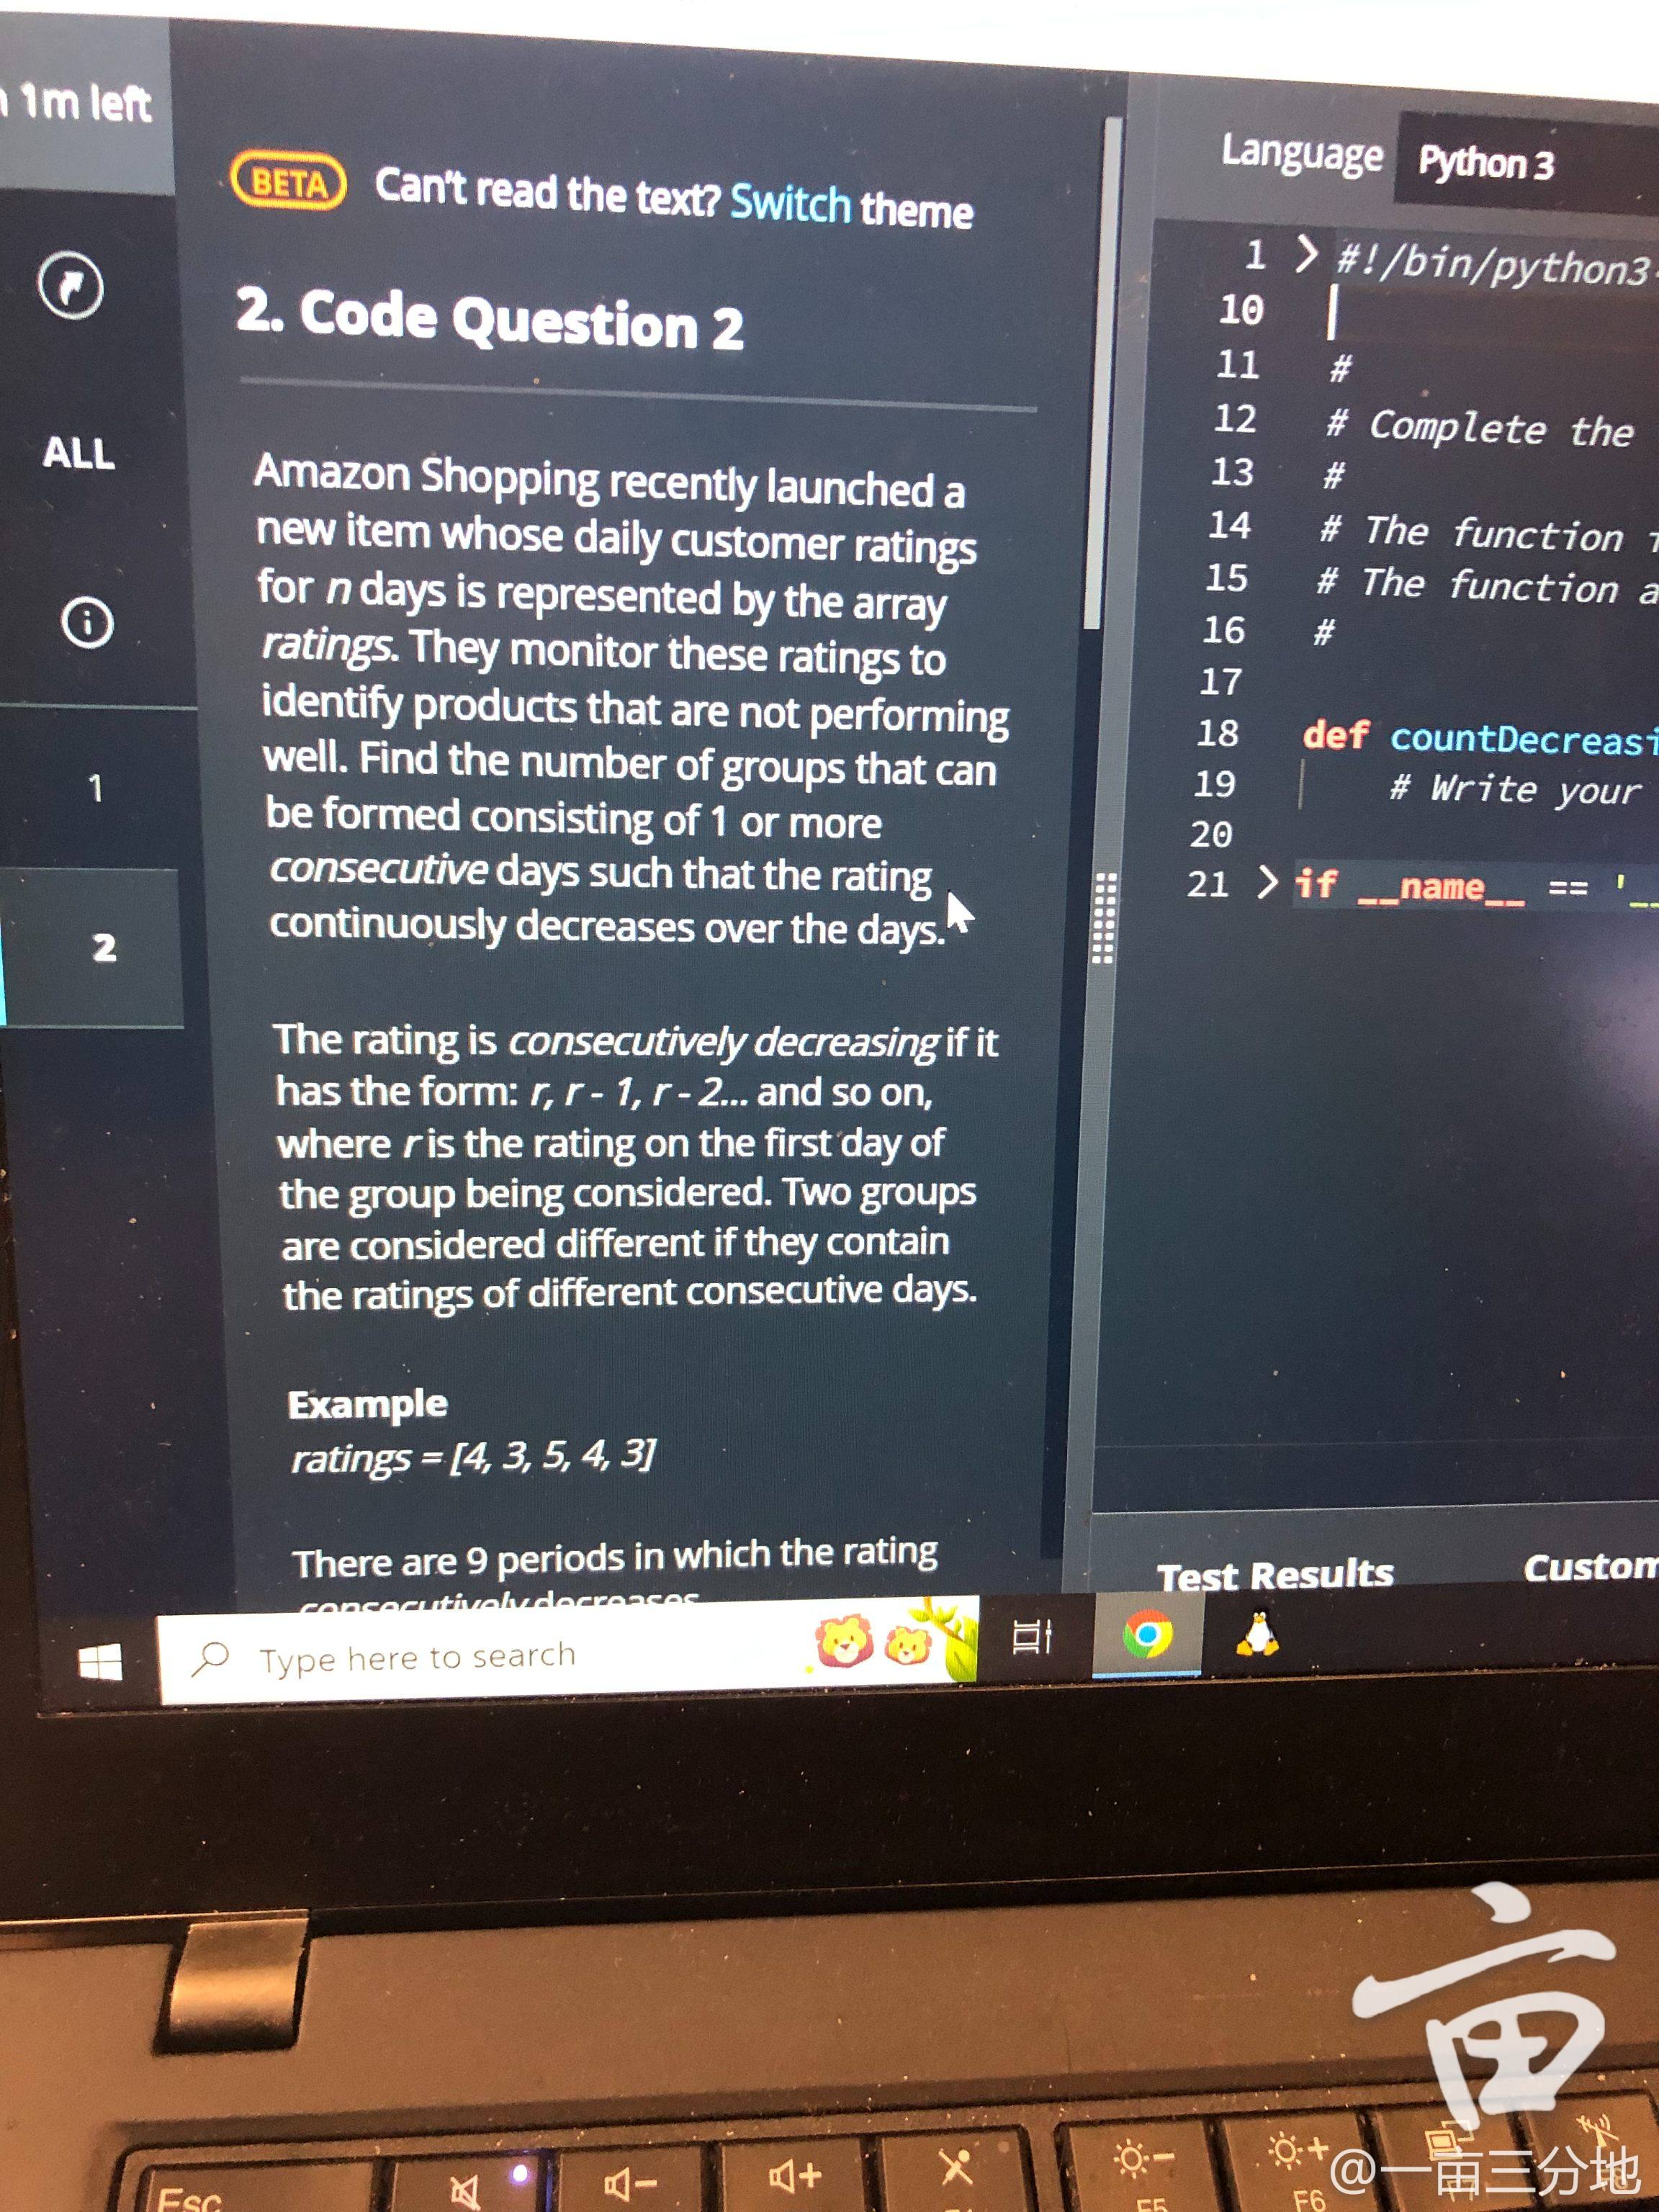 1m left
BETA Can't read the text? Switch theme
2. Code Question 2
ALL
1
2
Amazon Shopping recently launched a
new item whose daily customer ratings
for n days is represented by the array
ratings. They monitor these ratings to
identify products that are not performing
well. Find the number of groups that can
be formed consisting of 1 or more
consecutive days such that the rating
continuously decreases over the days.
The rating is consecutively decreasing if it
has the form: r, r - 1, r - 2... and so on,
where r is the rating on the first day of
the group being considered. Two groups
are considered different if they contain
the ratings of different consecutive days.
Example
ratings = [4, 3, 5, 4, 3]
There are 9 periods in which the rating
consecutively decreases
Language Python 3
1 > #!/bin/python3
10
11 #
12 # Complete the
13 #
14 # The function
15 # The function a
16 #
17
18 def countDecreasi
19 # Write your
20
21 > if __name__ == '__
Test Results Custom
Type here to search
Esc
F5
F6
亩
@一亩三分地